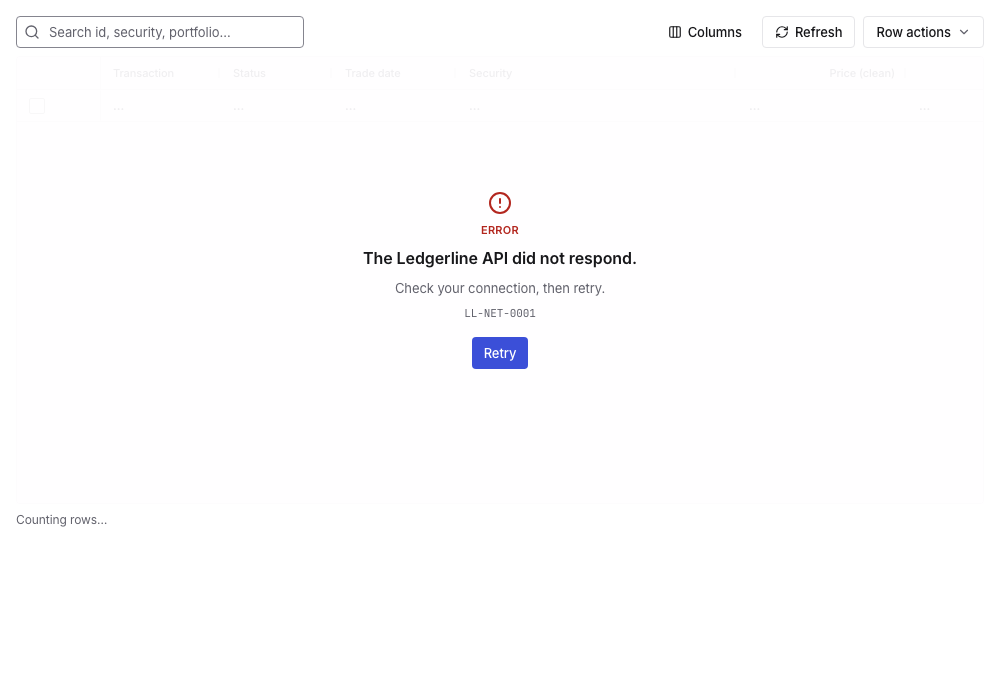 Search id, security, portfolio...
Columns
Refresh
Row actions
Transaction Status Trade date Security Price (clean)
... ... ... ... ... ...
ERROR
The Ledgerline API did not respond.
Check your connection, then retry.
LL-NET-0001
Retry
Counting rows...